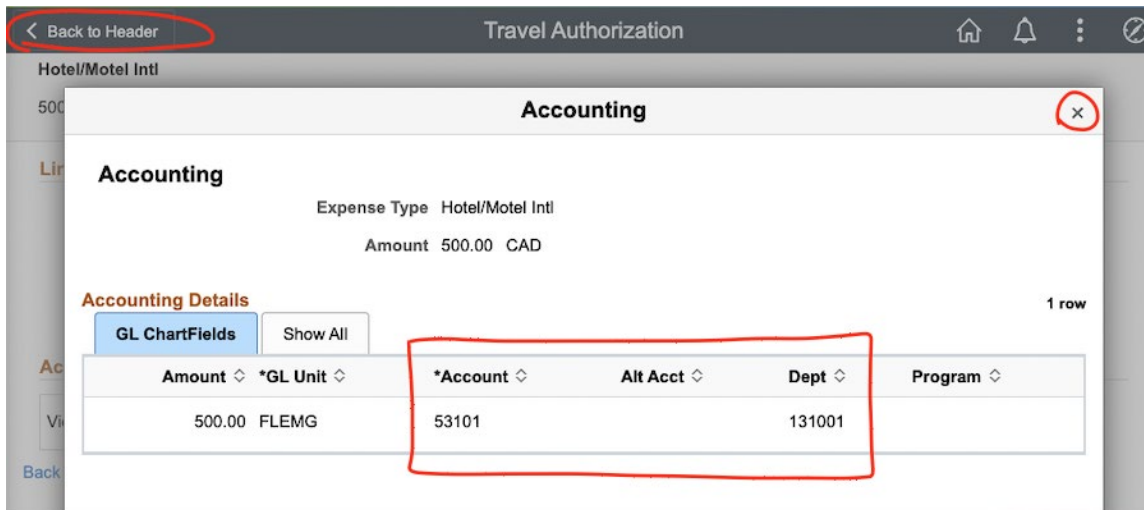 Back to Header Travel Authorization
Hotel/Motel Intl
500
Accounting
Lir
Accounting
Expense Type Hotel/Motel Intl
Amount 500.00 CAD
Accounting Details 1 row
GL ChartFields Show All
Ac
Amount *GL Unit *Account Alt Acct Dept Program
Vi
500.00 FLEMG 53101 131001
Back